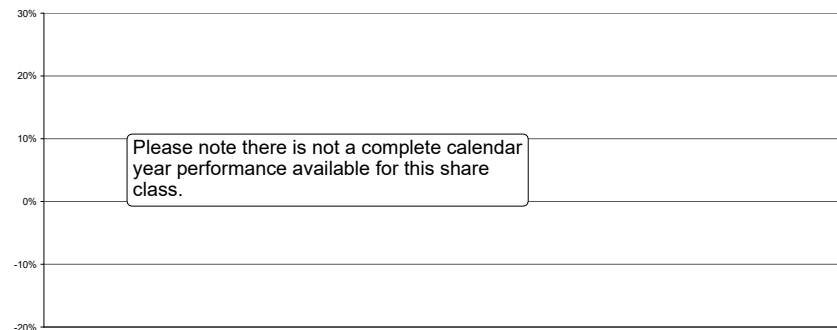 30%
20%
10%
Please note there is not a complete calendar
year performance available for this share
class.
0%
-10%
-20%